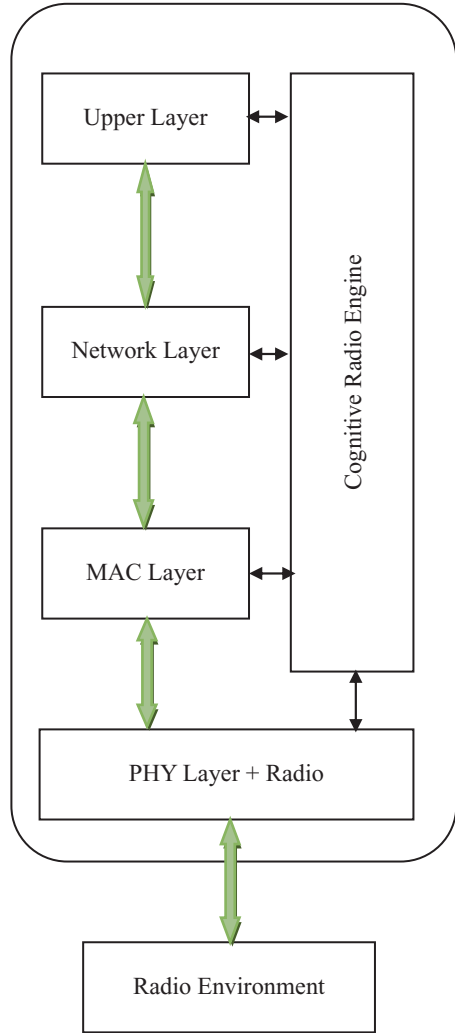 Upper Layer
Network Layer
Cognitive Radio Engine
MAC Layer
PHY Layer + Radio
Radio Environment